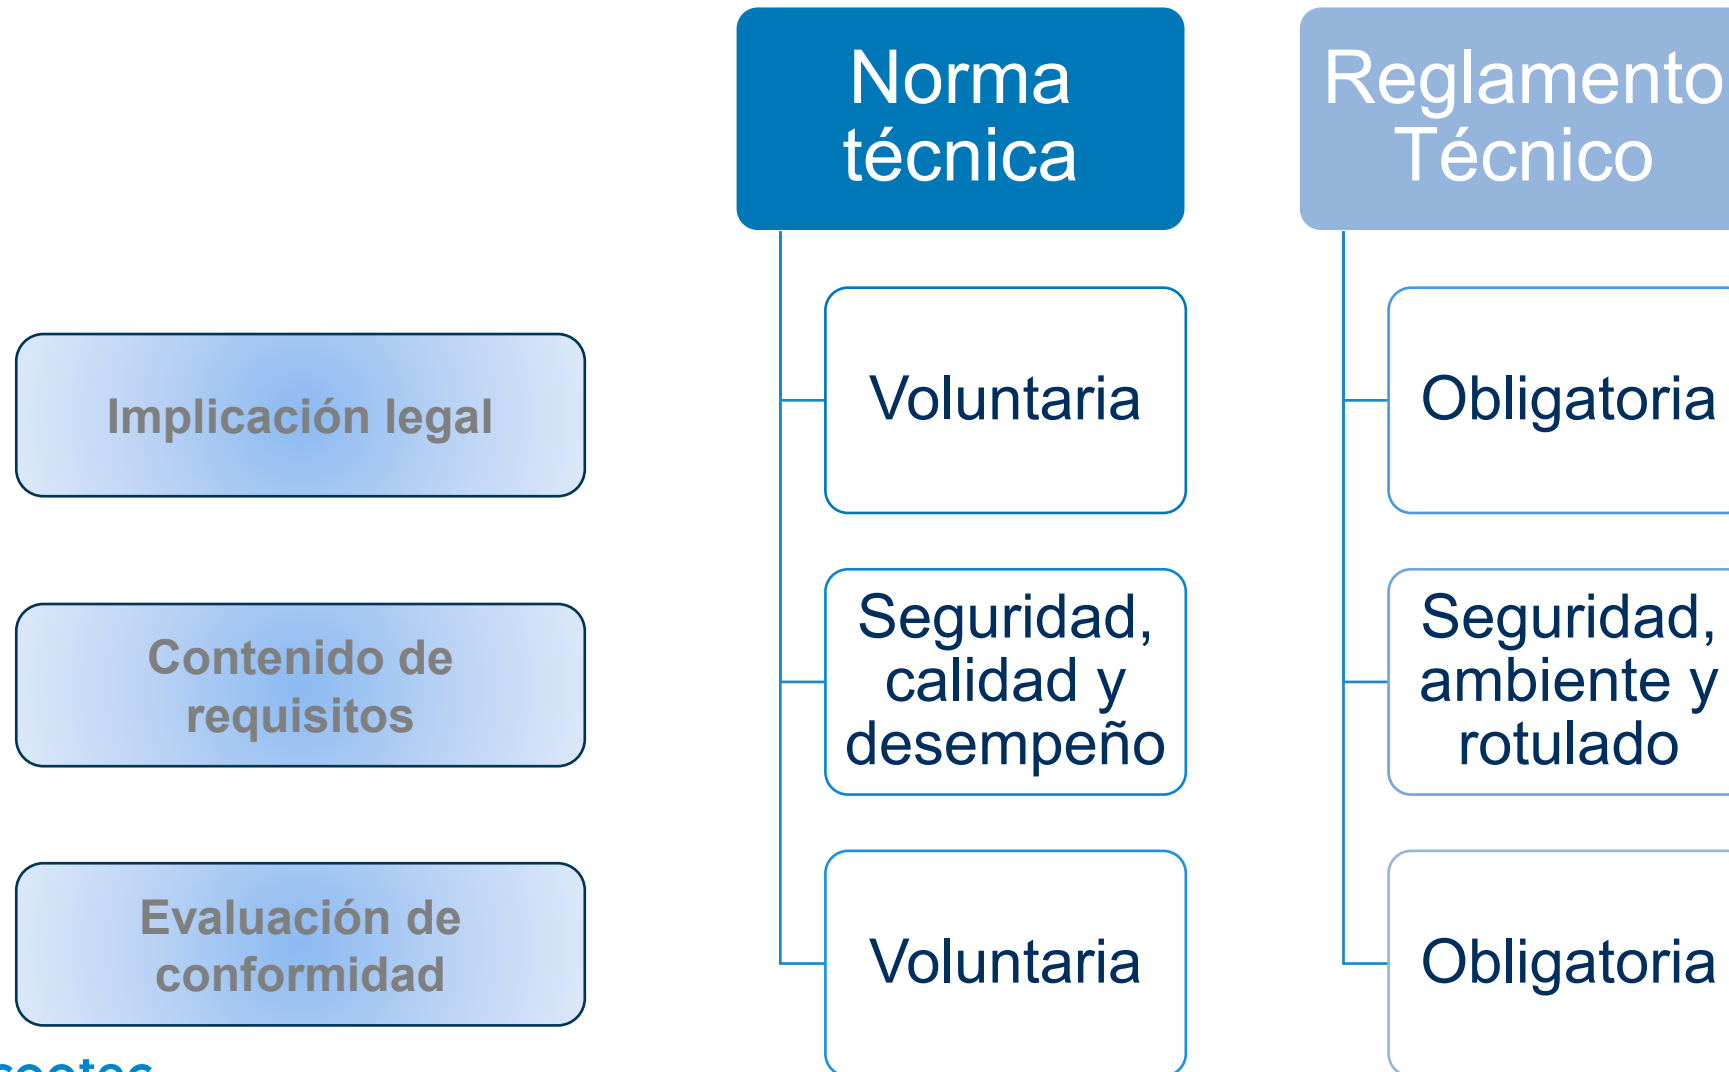 Norma
técnica
Reglamento
Técnico
Implicación legal
Voluntaria
Obligatoria
Contenido de
requisitos
Seguridad,
calidad y
desempeño
Seguridad,
ambiente y
rotulado
Evaluación de
conformidad
Voluntaria
Obligatoria